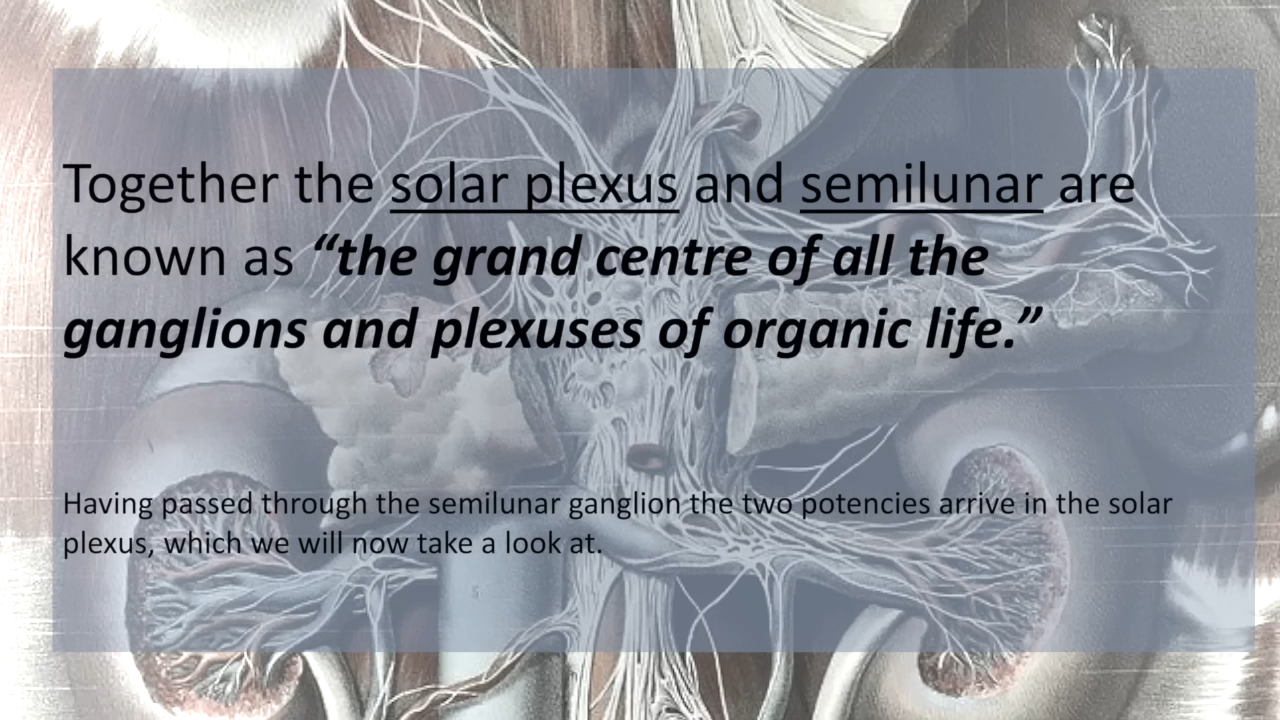 Together the solar plexus and semilunar are
known as “the grand centre of all the
ganglions and plexuses of organic life.”
Having passed through the semilunar ganglion the two potencies arrive in the solar
plexus, which we will now take a look at.